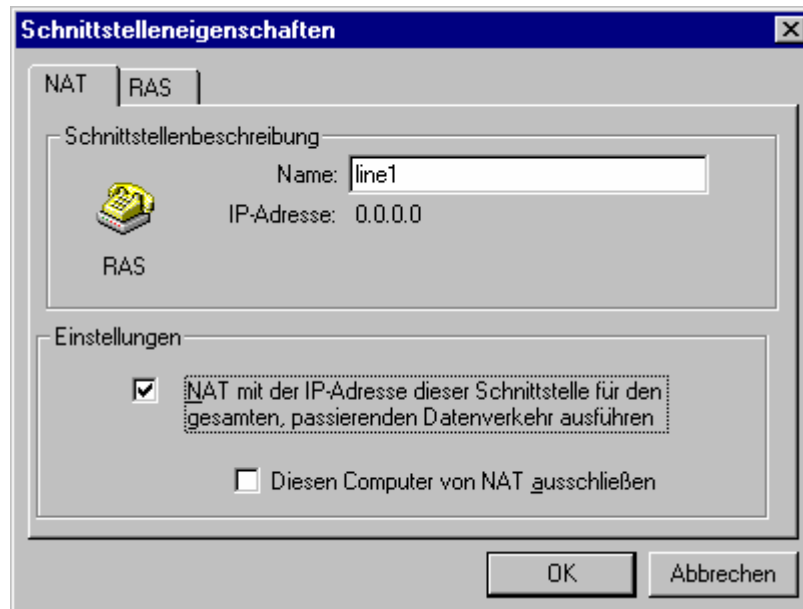 Schnittstelleneigenschaften
NAT
RAS
Schnittstellenbeschreibung
Name: line1
IP-Adresse: 0.0.0.0
RAS
Einstellungen
NAT mit der IP-Adresse dieser Schnittstelle für den
gesamten, passierenden Datenverkehr ausführen
Diesen Computer von NAT ausschließen
OK
Abbrechen